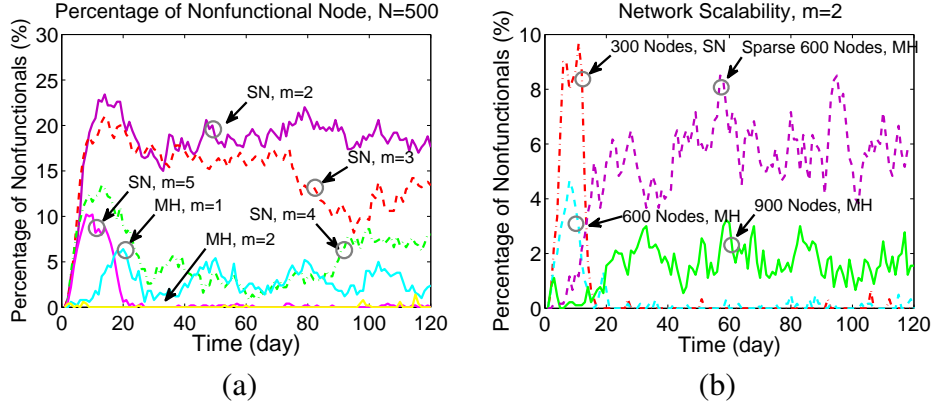 Percentage of Nonfunctional Node, N=500
Percentage of Nonfunctionals (%)
30
25
20
15
10
5
0
0 20 40 60 80 100 120
Time (day)
SN, m=2
SN, m=3
SN, m=5
MH, m=1
SN, m=4
MH, m=2
(a)
Network Scalability, m=2
Percentage of Nonfunctions (%)
10
8
6
4
2
0
0 20 40 60 80 100 120
Time (day)
300 Nodes, SN
Sparse 600 Nodes, MH
600 Nodes, MH
900 Nodes, MH
(b)